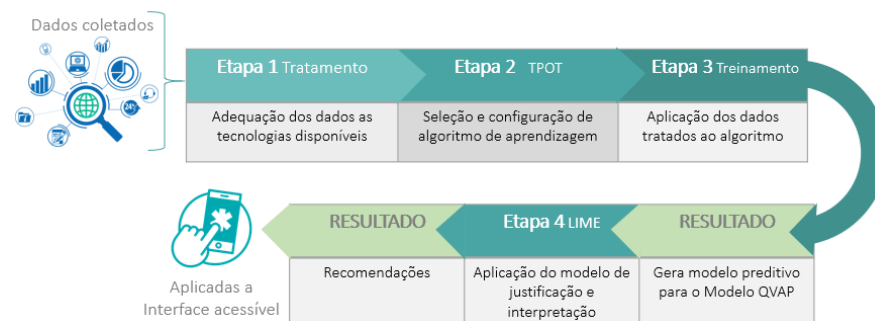 Dados coletados
Etapa 1 Tratamento
Etapa 2 TPOT
Etapa 3 Treinamento
Adequação dos dados as
tecnologias disponíveis
Seleção e configuração de
algoritmo de aprendizagem
Aplicação dos dados
tratados ao algoritmo
RESULTADO
Etapa 4 LIME
RESULTADO
Recomendações
Aplicação do modelo de
justificação e
interpretação
Gera modelo preditivo
para o Modelo QVAP
Aplicadas a
Interface acessível